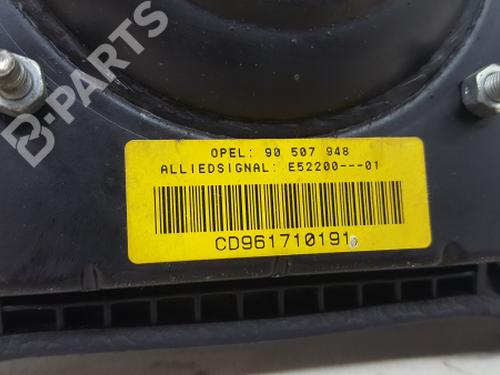 B-PARTS
OPEL: 90 507 948
ALLIEDSIGNAL: E52200---01
CD961710191